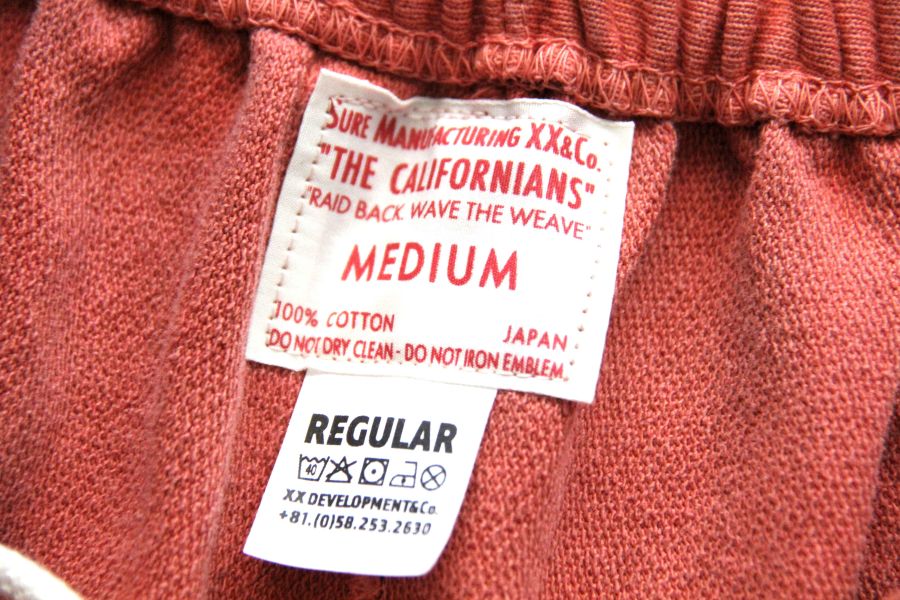 SURE MANUFACTURING XX&Co.
"THE CALIFORNIANS"
"RAID BACK. WAVE THE WEAVE"
MEDIUM
100% COTTON JAPAN
DO NOT DRY CLEAN - DO NOT IRON EMBLEM.
REGULAR
40
XX DEVELOPMENT&Co.
+81.(0)58.253.2630